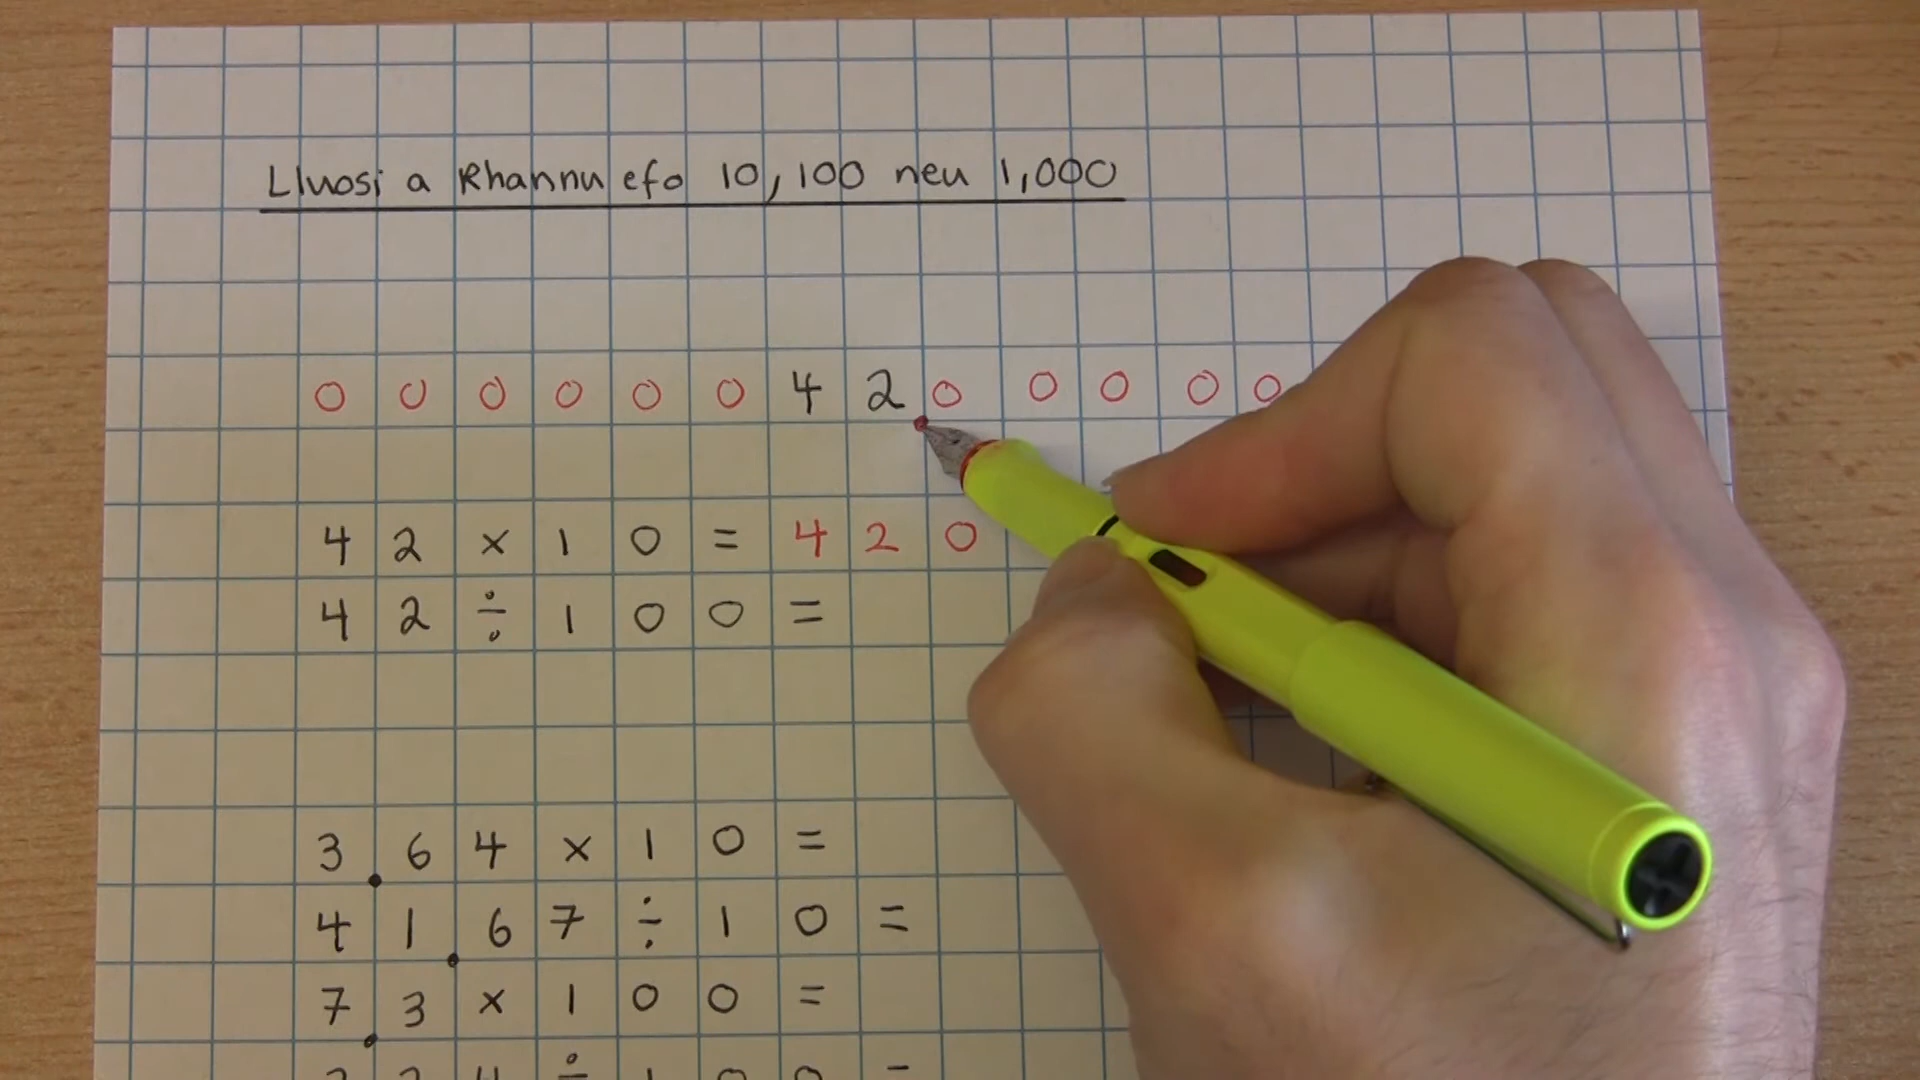 Lluosi a Rhannu efo 10, 100 neu 1,000
0 0 0 0 0 0 4 2 . 0 0 0 0 0
4 2 × 1 0 = 4 2 0
4 2 ÷ 1 0 0 =
3 . 6 4 × 1 0 =
4 1 . 6 7 ÷ 1 0 =
7 . 3 × 1 0 0 =